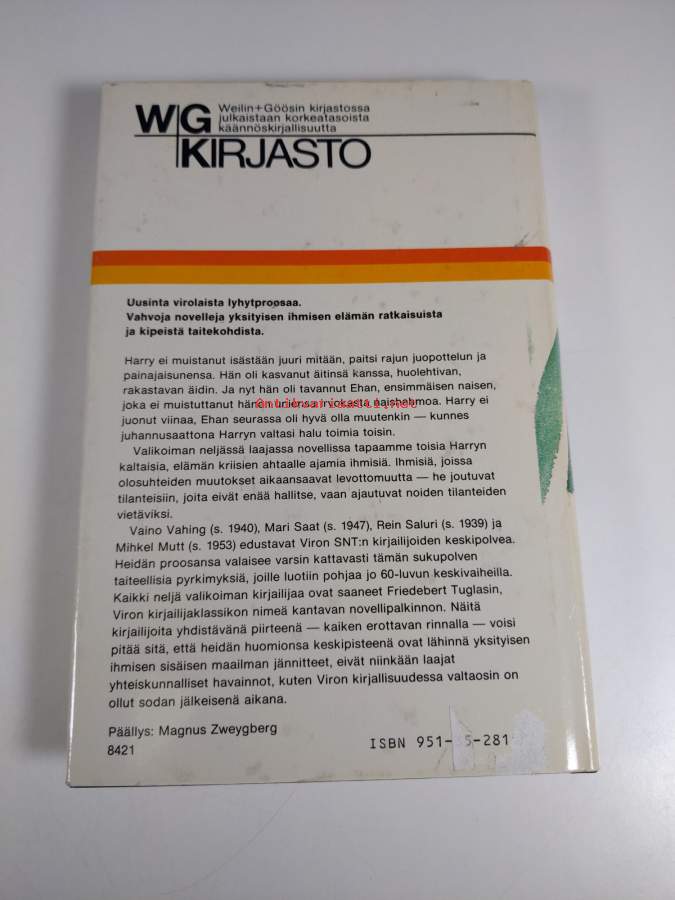 Weilin+Göösin kirjastossa
julkaistaan korkeatasoista
käännöskirjallisuutta
WG
KIRJASTO
Uusinta virolaista lyhytproosaa.
Vahvoja novelleja yksityisen ihmisen elämän ratkaisuista
ja kipeistä taitekohdista.
Harry ei muistanut isästään juuri mitään, paitsi rajun juopottelun ja
painajaisunensa. Hän oli kasvanut äitinsä kanssa, huolehtivan,
rakastavan äidin. Ja nyt hän oli tavannut Ehan, ensimmäisen naisen,
joka ei muistuttanut hänen uniensa irvokasta naishahmoa. Harry ei
antikvariaatti.net
juonut viinaa, Ehan seurassa oli hyvä olla muutenkin — kunnes
juhannusaattona Harryn valtasi halu toimia toisin.
Valikoiman neljässä laajassa novellissa tapaamme toisia Harryn
kaltaisia, elämän kriisien ahtaalle ajamia ihmisiä. Ihmisiä, joissa
olosuhteiden muutokset aikaansaavat levottomuutta — he joutuvat
tilanteisiin, joita eivät enää hallitse, vaan ajautuvat noiden tilanteiden
vietäviksi.
Vaino Vahing (s. 1940), Mari Saat (s. 1947), Rein Saluri (s. 1939) ja
Mihkel Mutt (s. 1953) edustavat Viron SNT:n kirjailijoiden keskipolvea.
Heidän proosansa valaisee varsin kattavasti tämän sukupolven
taiteellisia pyrkimyksiä, joille luotiin pohjaa jo 60-luvun keskivaiheilla.
Kaikki neljä valikoiman kirjailijaa ovat saaneet Friedebert Tuglasin,
Viron kirjailijaklassikon nimeä kantavan novellipalkinnon. Näitä
kirjailijoita yhdistävänä piirteenä — kaiken erottavan rinnalla — voisi
pitää sitä, että heidän huomionsa keskipisteenä ovat lähinnä yksityisen
ihmisen sisäisen maailman jännitteet, eivät niinkään laajat
yhteiskunnalliset havainnot, kuten Viron kirjallisuudessa valtaosin on
ollut sodan jälkeisenä aikana.
Päällys: Magnus Zweygberg
8421
ISBN 951- 5-281